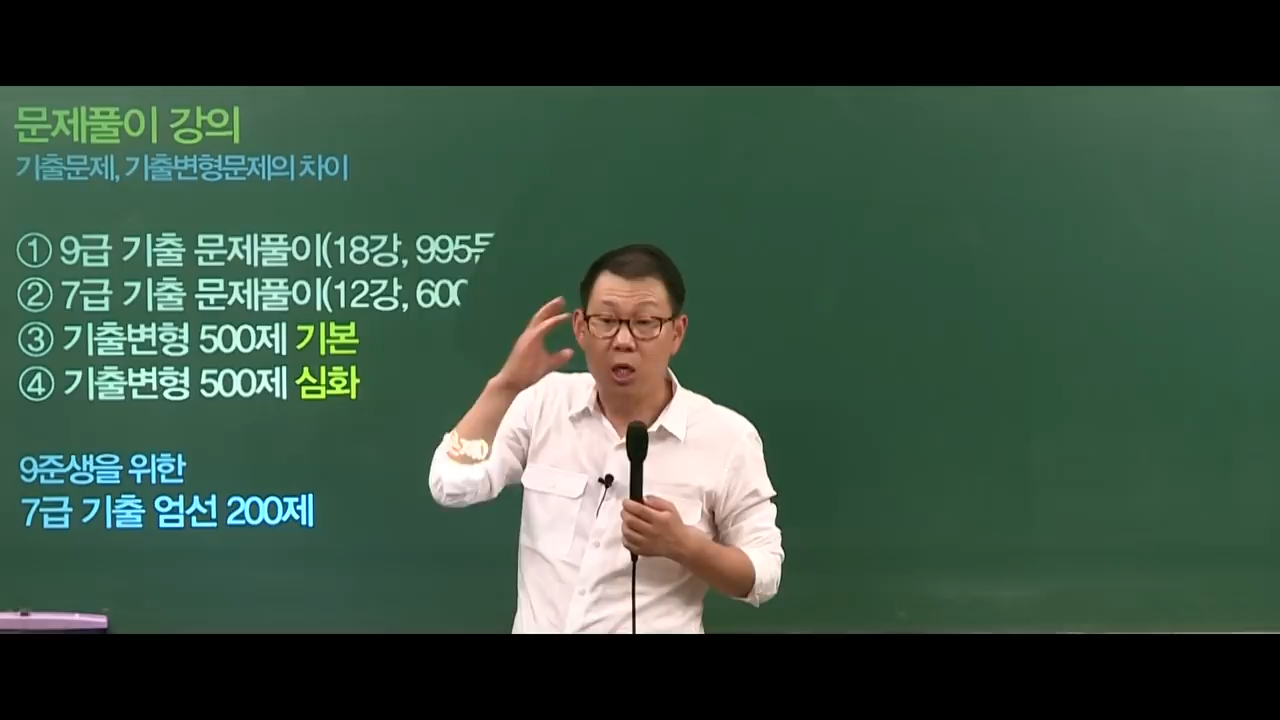 문제풀이 강의
기출문제, 기출변형문제의 차이
① 9급 기출 문제풀이(18강, 995
② 7급 기출 문제풀이(12강, 600
③ 기출변형 500제 기본
④ 기출변형 500제 심화
9준생을 위한
7급 기출 엄선 200제